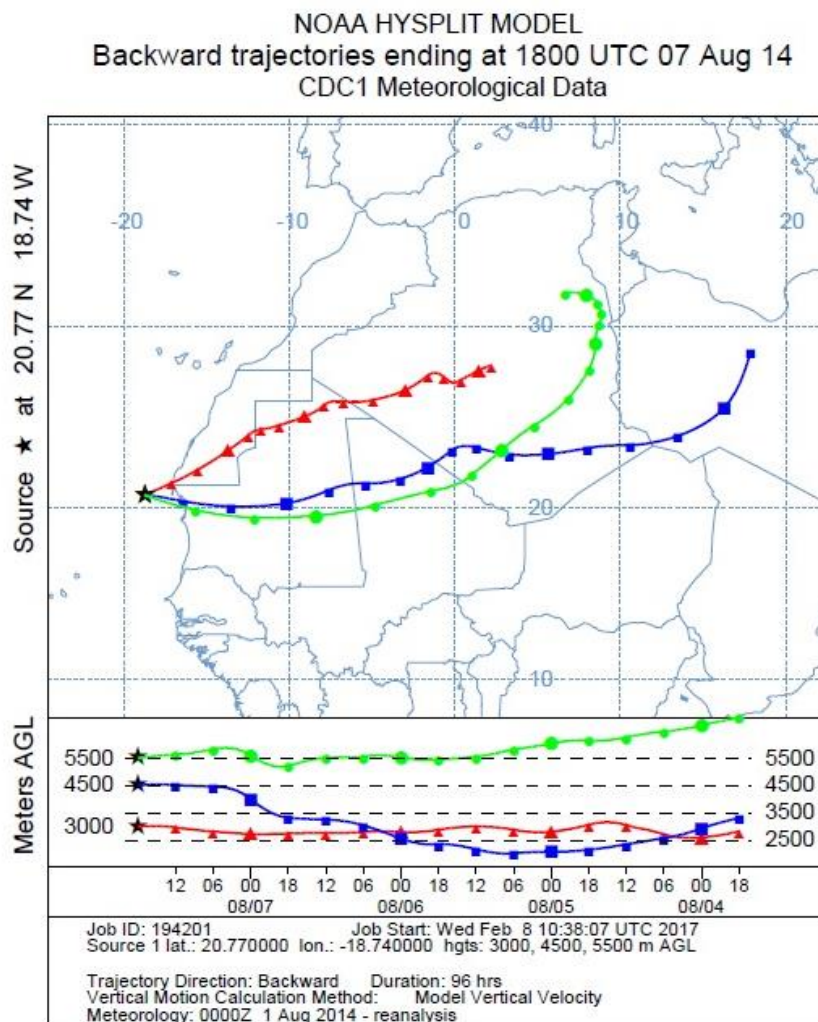 NOAA HYSPLIT MODEL
Backward trajectories ending at 1800 UTC 07 Aug 14
CDC1 Meteorological Data
Source ★ at 20.77 N 18.74 W
40
-20 -10 0 10 20
30
20
10
Meters AGL
5500 5500
4500 4500
3500
3000
2500
12 06 00 18 12 06 00 18 12 06 00 18 12 06 00 18
08/07 08/06 08/05 08/04
Job ID: 194201 Job Start: Wed Feb 8 10:38:07 UTC 2017
Source 1 lat.: 20.770000 lon.: -18.740000 hgts: 3000, 4500, 5500 m AGL
Trajectory Direction: Backward Duration: 96 hrs
Vertical Motion Calculation Method: Model Vertical Velocity
Meteorology: 0000Z 1 Aug 2014 - reanalysis